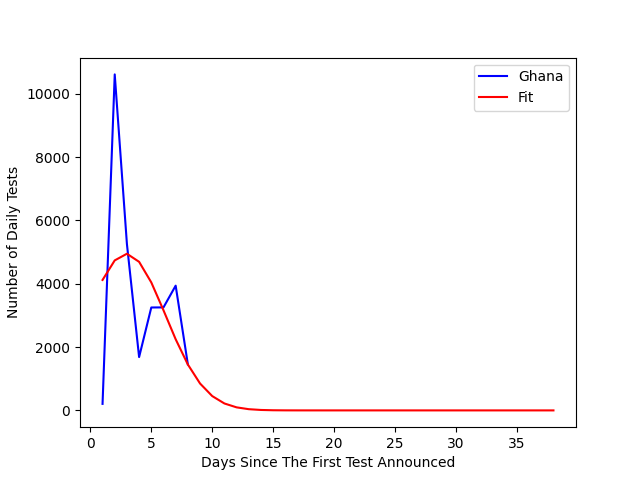 Ghana
Fit
10000
8000
6000
4000
2000
0
Number of Daily Tests
0 5 10 15 20 25 30 35
Days Since The First Test Announced